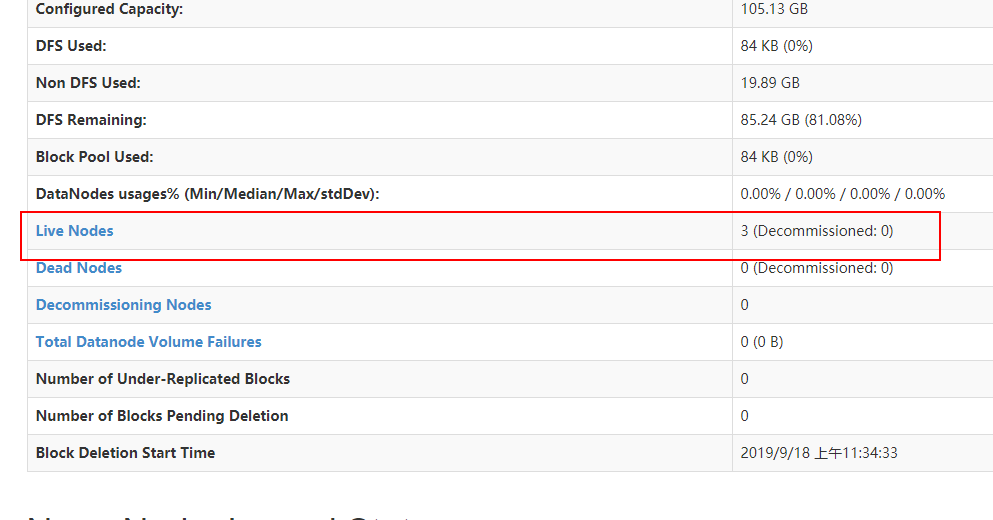 Configured Capacity: 105.13 GB
DFS Used: 84 KB (0%)
Non DFS Used: 19.89 GB
DFS Remaining: 85.24 GB (81.08%)
Block Pool Used: 84 KB (0%)
DataNodes usages% (Min/Median/Max/stdDev): 0.00% / 0.00% / 0.00% / 0.00%
Live Nodes 3 (Decommissioned: 0)
Dead Nodes 0 (Decommissioned: 0)
Decommissioning Nodes 0
Total Datanode Volume Failures 0 (0 B)
Number of Under-Replicated Blocks 0
Number of Blocks Pending Deletion 0
Block Deletion Start Time 2019/9/18 上午11:34:33